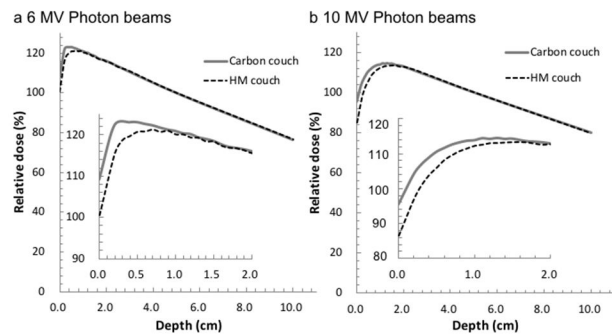 a 6 MV Photon beams
Relative dose (%)
120
100
80
60
40
20
0
Carbon couch
HM couch
120
110
100
90
0.0 0.5 1.0 1.5 2.0
0.0 2.0 4.0 6.0 8.0 10.0
Depth (cm)
b 10 MV Photon beams
Relative dose (%)
120
100
80
60
40
20
0
Carbon couch
HM couch
120
110
100
90
80
0.0 1.0 2.0
0.0 2.0 4.0 6.0 8.0 10.0
Depth (cm)